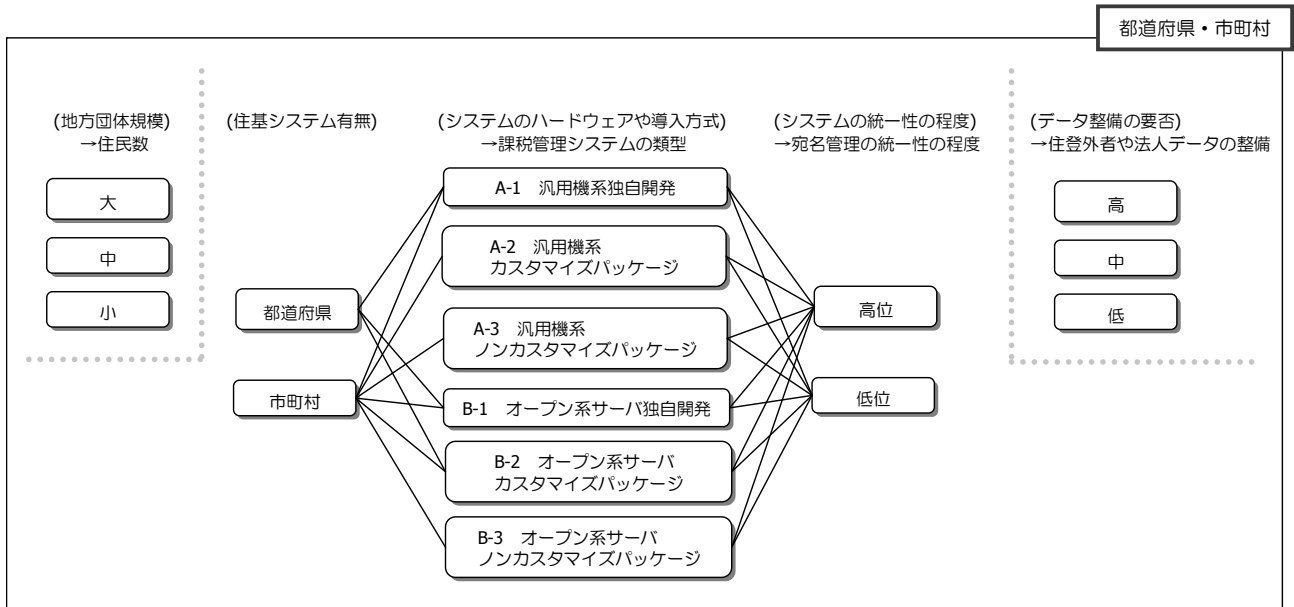 都道府県・市町村
(地方団体規模)
→住民数
大
中
小
(住基システム有無)
都道府県
市町村
(システムのハードウェアや導入方式)
→課税管理システムの類型
A-1 汎用機系独自開発
A-2 汎用機系
カスタマイズパッケージ
A-3 汎用機系
ノンカスタマイズパッケージ
B-1 オープン系サーバ独自開発
B-2 オープン系サーバ
カスタマイズパッケージ
B-3 オープン系サーバ
ノンカスタマイズパッケージ
(システムの統一性の程度)
→宛名管理の統一性の程度
高位
低位
(データ整備の要否)
→住登外者や法人データの整備
高
中
低